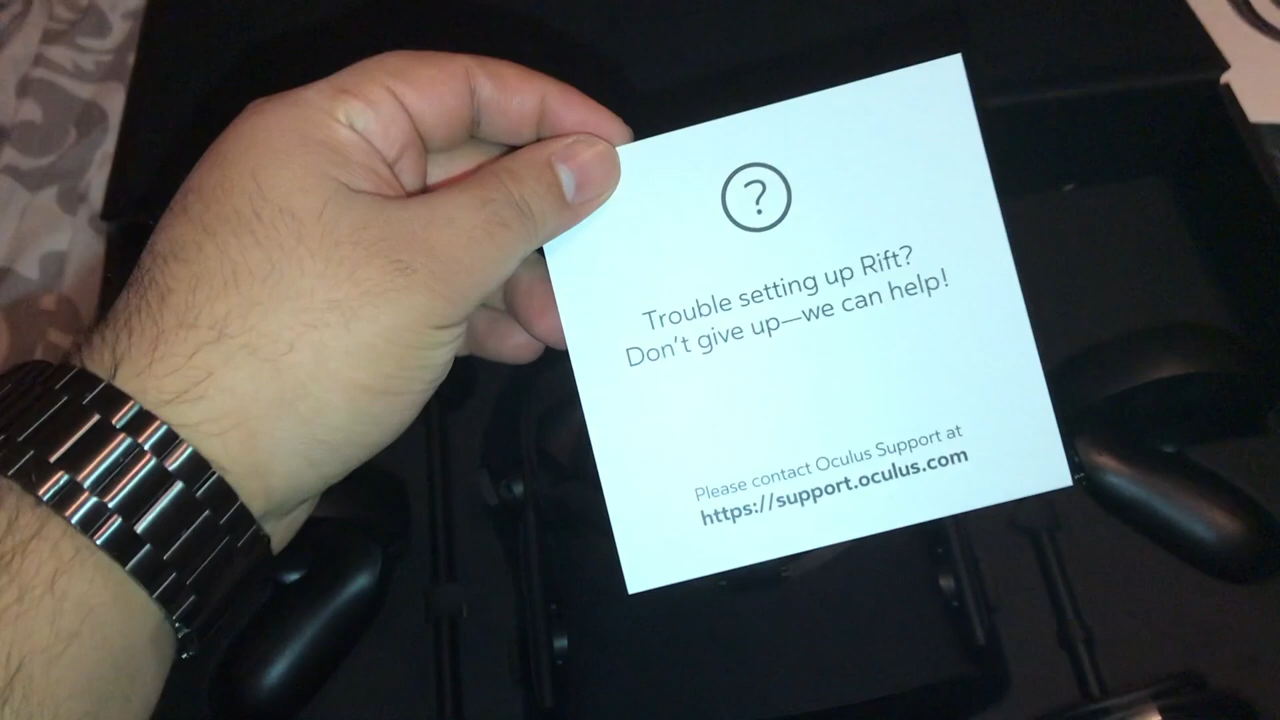 ?
Trouble setting up Rift?
Don't give up—we can help!
Please contact Oculus Support at
https://support.oculus.com